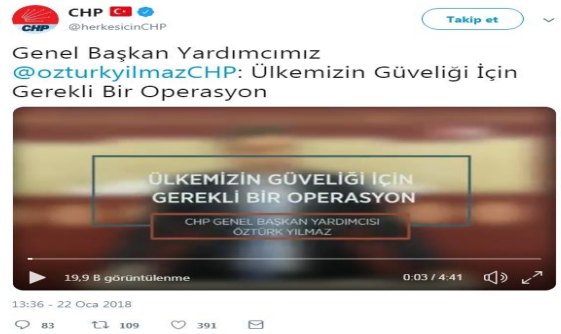 CHP
CHP
@herkesicinCHP
Takip et
Genel Başkan Yardımcımız
@ozturkyilmazCHP: Ülkemizin Güveliği İçin
Gerekli Bir Operasyon
ÜLKEMİZİN GÜVELİĞİ İÇİN
GEREKLİ BİR OPERASYON
CHP GENEL BAŞKAN YARDIMCISI
ÖZTÜRK YILMAZ
19,9 B görüntülenme
0:03 / 4:41
13:36 - 22 Oca 2018
83 109 391